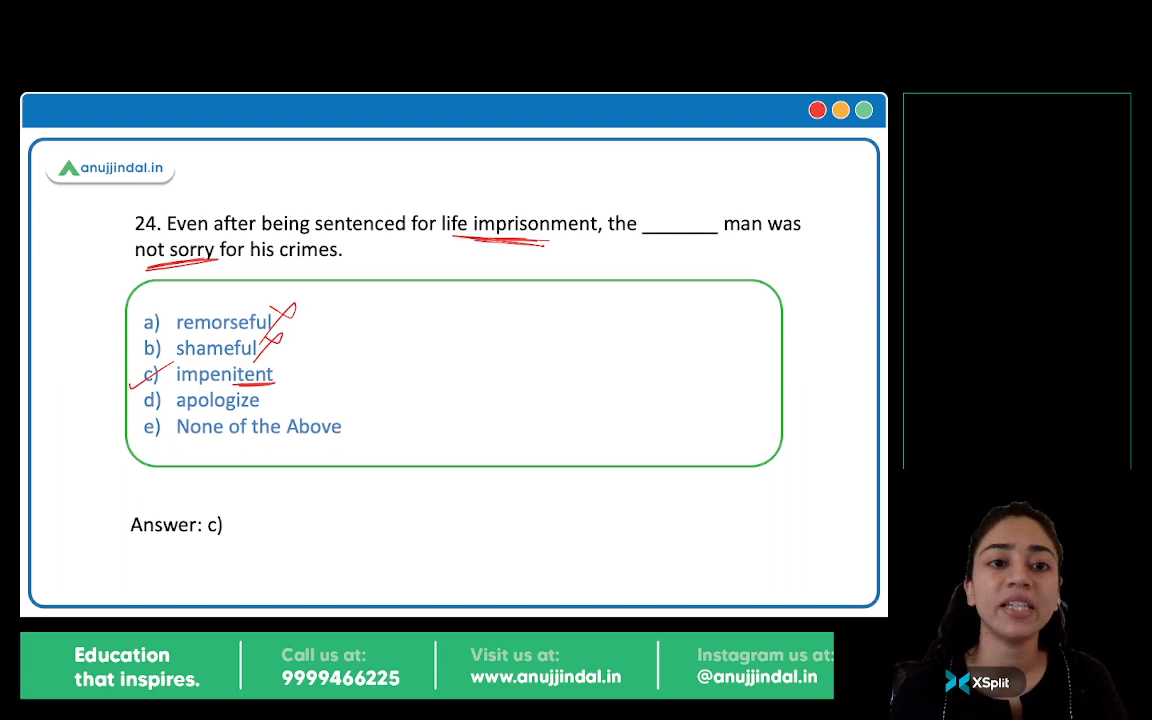 anujjindal.in
24. Even after being sentenced for life imprisonment, the _______ man was
not sorry for his crimes.
a) remorseful
b) shameful
c) impenitent
d) apologize
e) None of the Above
Answer: c)
Education
that inspires.
Call us at:
9999466225
Visit us at:
www.anujjindal.in
Instagram us at:
@anujjindal.in
XSplit